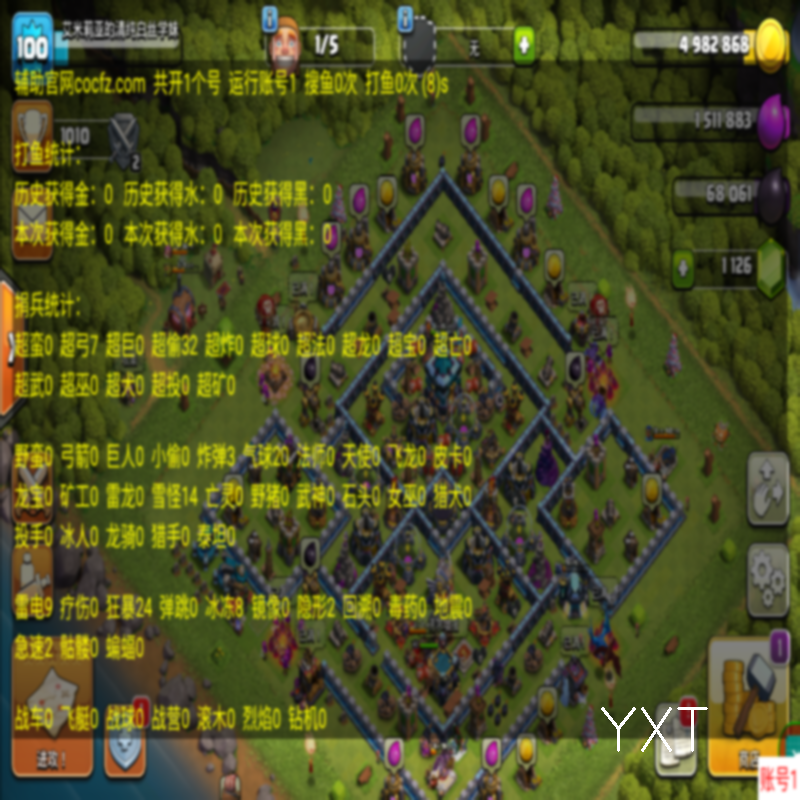 100 艾米莉亚的清纯白丝学妹 1/5 无 4 982 868
辅助官网cocfz.com 共开1个号 运行账号1 搜鱼0次 打鱼0次 (8)s
1010 2 1 511 883
打鱼统计:
历史获得金: 0 历史获得水: 0 历史获得黑: 0 68 061
本次获得金: 0 本次获得水: 0 本次获得黑: 0
1 126
捐兵统计:
超蛮0 超弓7 超巨0 超偷32 超炸0 超球0 超法0 超龙0 超宝0 超亡0
超武0 超巫0 超犬0 超投0 超矿0
野蛮0 弓箭0 巨人0 小偷0 炸弹3 气球20 法师0 天使0 飞龙0 皮卡0
龙宝0 矿工0 雷龙0 雪怪14 亡灵0 野猪0 武神0 石头0 女巫0 猎犬0
投手0 冰人0 龙骑0 猎手0 泰坦0
雷电9 疗伤0 狂暴24 弹跳0 冰冻8 镜像0 隐形2 回溯0 毒药0 地震0
急速2 骷髅0 蝙蝠0
战车0 飞艇0 战球0 战营0 滚木0 烈焰0 钻机0
YXT
进攻!
商店
账号1